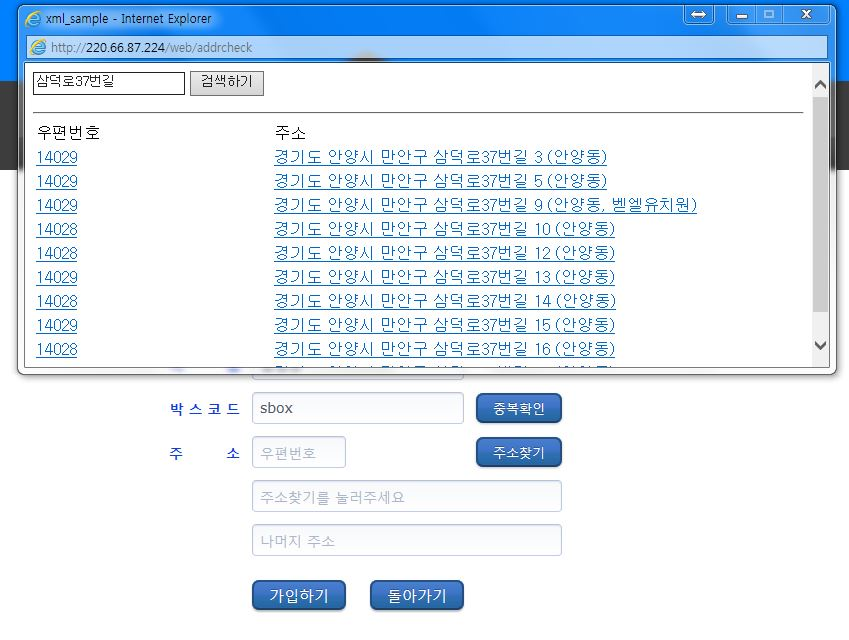 xml_sample - Internet Explorer
http://220.66.87.224/web/addrcheck
삼덕로37번길 검색하기
우편번호 주소
14029 경기도 안양시 만안구 삼덕로37번길 3 (안양동)
14029 경기도 안양시 만안구 삼덕로37번길 5 (안양동)
14029 경기도 안양시 만안구 삼덕로37번길 9 (안양동, 벧엘유치원)
14028 경기도 안양시 만안구 삼덕로37번길 10 (안양동)
14028 경기도 안양시 만안구 삼덕로37번길 12 (안양동)
14029 경기도 안양시 만안구 삼덕로37번길 13 (안양동)
14028 경기도 안양시 만안구 삼덕로37번길 14 (안양동)
14029 경기도 안양시 만안구 삼덕로37번길 15 (안양동)
14028 경기도 안양시 만안구 삼덕로37번길 16 (안양동)
박스코드 sbox 중복확인
주 소 우편번호 주소찾기
주소찾기를 눌러주세요
나머지 주소
가입하기 돌아가기